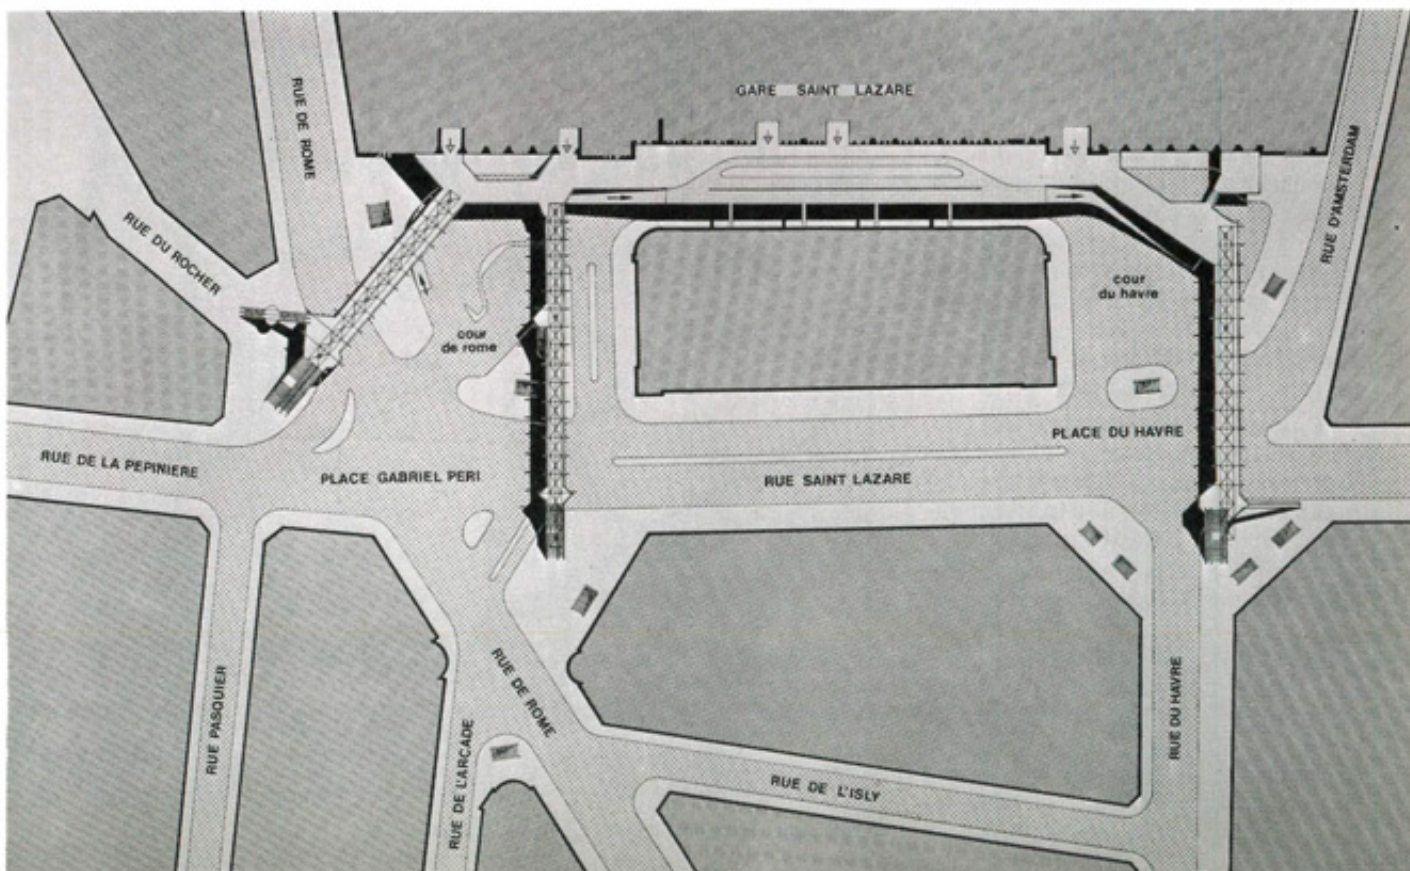 GARE SAINT LAZARE
RUE DE ROME
RUE D'AMSTERDAM
RUE DU ROCHER
cour
du havre
cour
de rome
PLACE DU HAVRE
RUE DE LA PEPINIERE
PLACE GABRIEL PERI
RUE SAINT LAZARE
RUE PASQUIER
RUE DE ROME
RUE DE L'ARCADE
RUE DU HAVRE
RUE DE L'ISLY